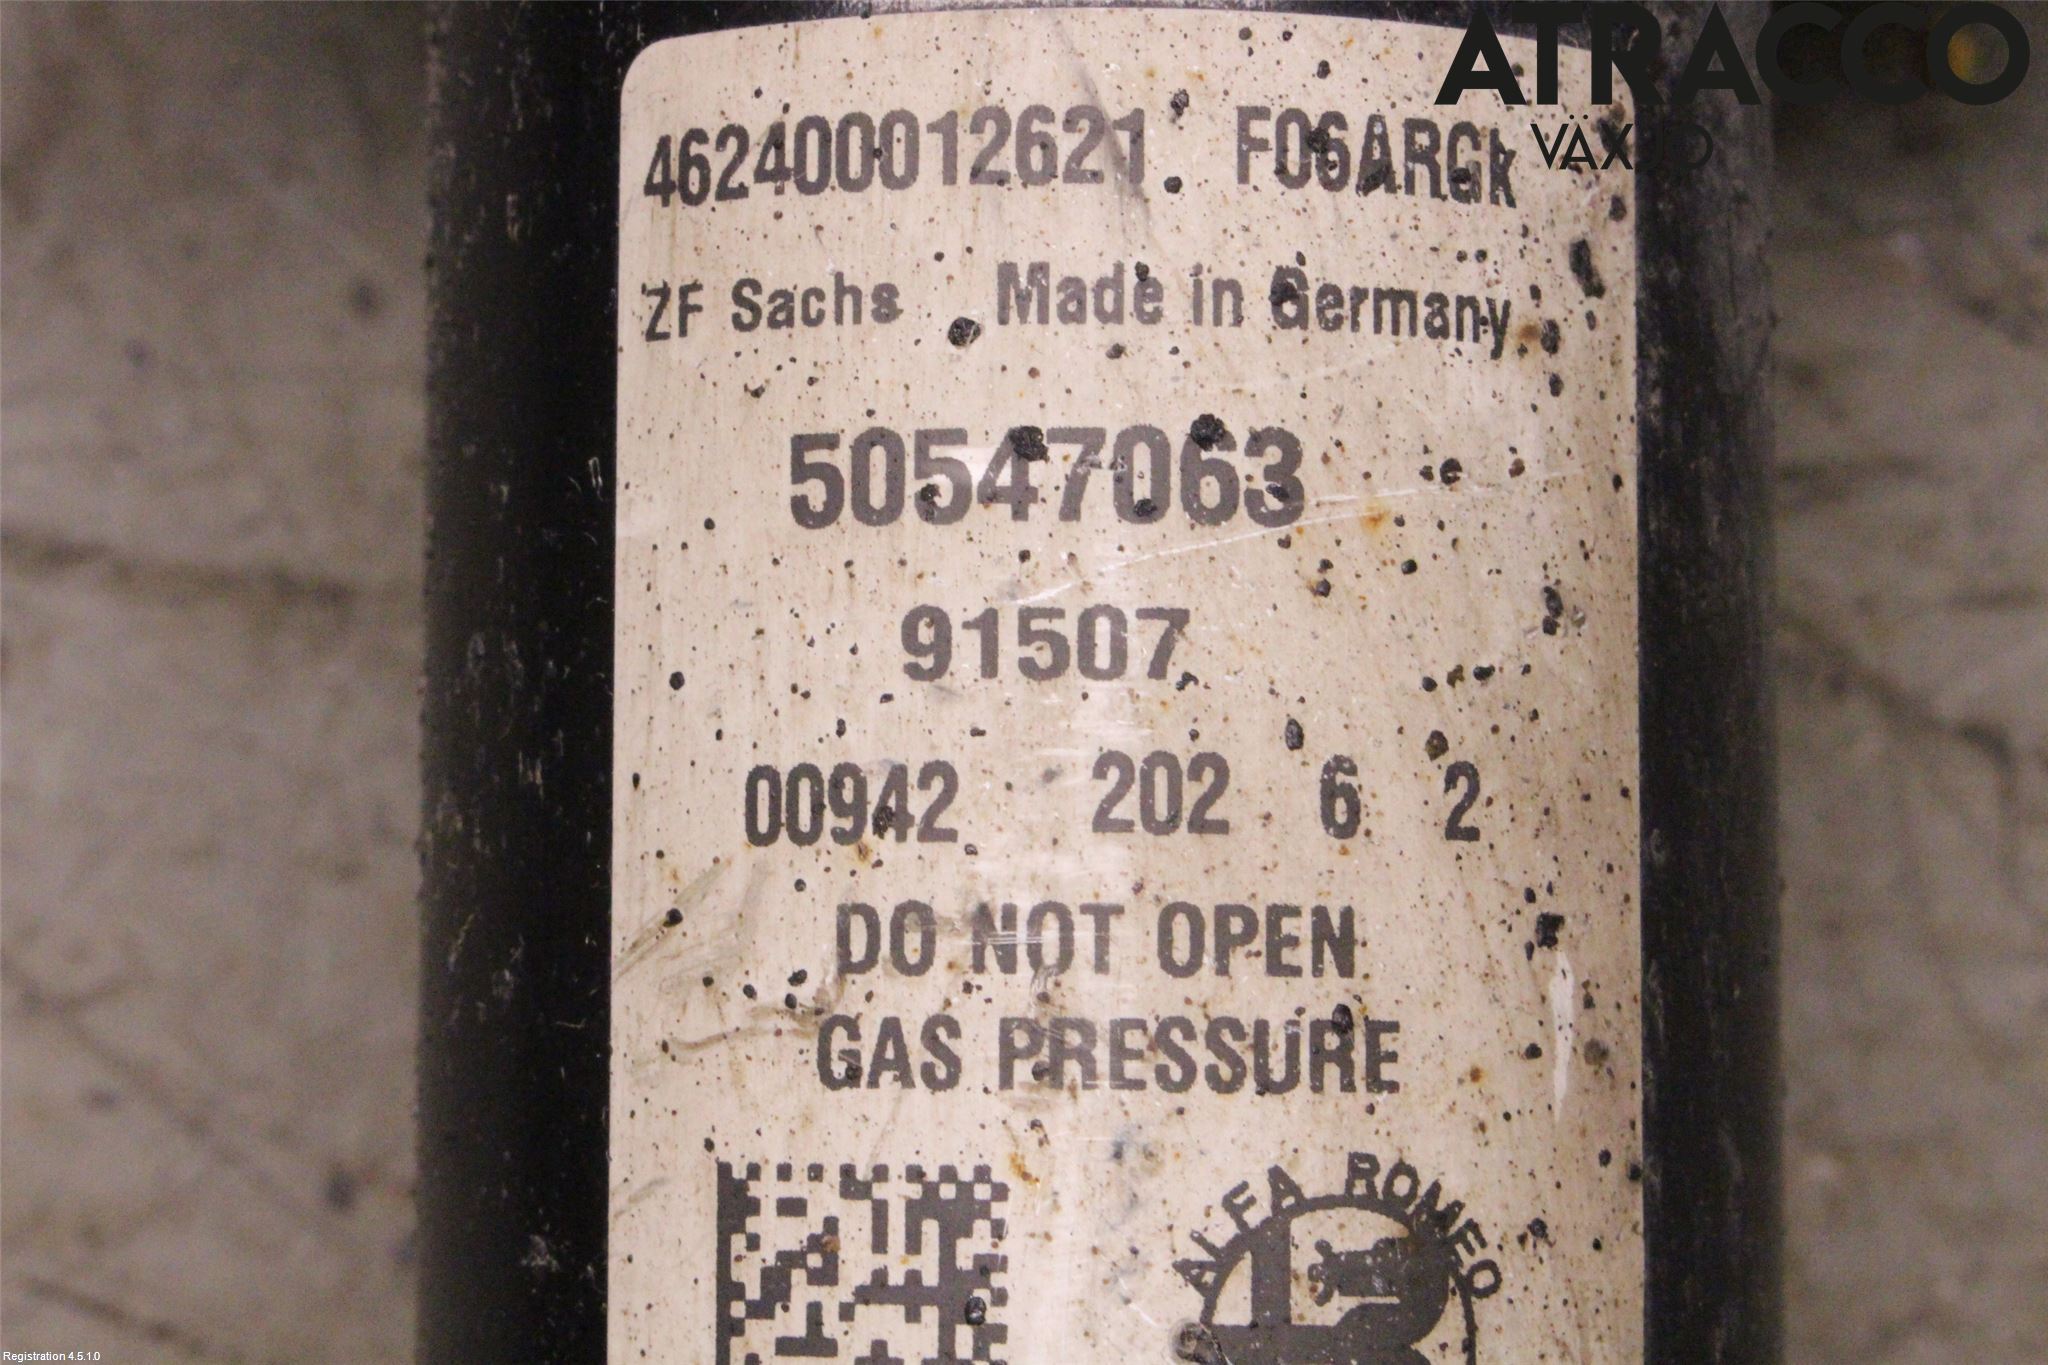 ATRACCO
VÄXJÖ
462400012621 F06ARGk
ZF Sachs Made in Germany
50547063
91507
00942 202 6 2
DO NOT OPEN
GAS PRESSURE
ALFA ROMEO
Registration 4.5.1.0